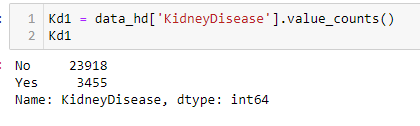 1 Kd1 = data_hd['KidneyDisease'].value_counts()
2 Kd1
No 23918
Yes 3455
Name: KidneyDisease, dtype: int64